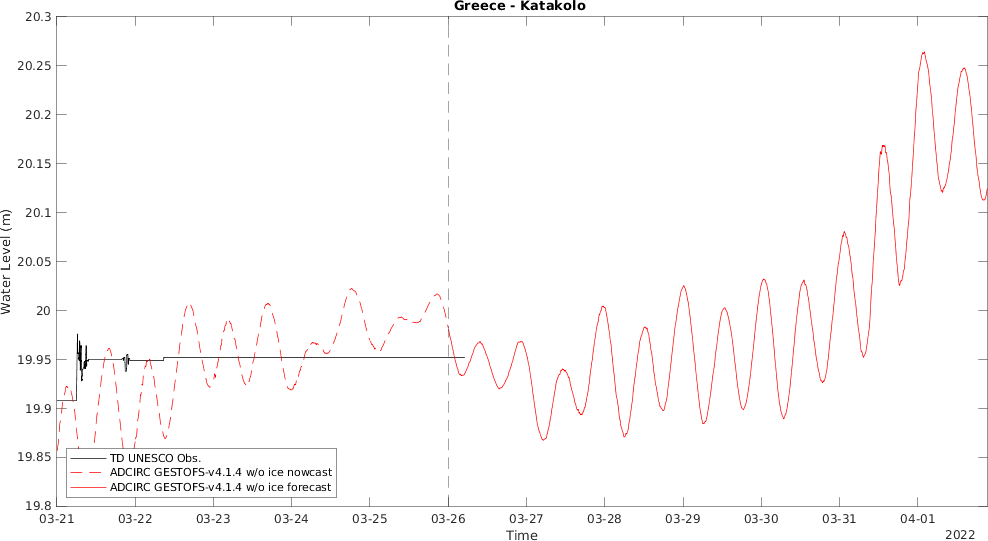 Greece - Katakolo
20.3
20.25
20.2
20.15
20.1
20.05
20
19.95
19.9
19.85
19.8
Water Level (m)
TD UNESCO Obs.
ADCIRC GESTOFS-v4.1.4 w/o ice nowcast
ADCIRC GESTOFS-v4.1.4 w/o ice forecast
03-21 03-22 03-23 03-24 03-25 03-26 03-27 03-28 03-29 03-30 03-31 04-01
Time
2022